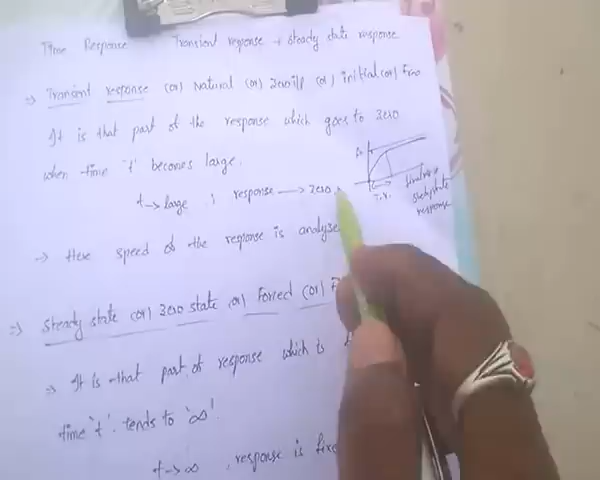 Time Response Transient response + steady state response
⇒ Transient response (or) Natural (or) Zero i/p (or) initial (or) Free
It is that part of the response which goes to zero
when time 't' becomes large.
t → large ; response → zero
T.R.
steady state
response
→ Here speed of the response is analyse
⇒ Steady state (or) zero state (or) Forced (or) F
→ It is that part of response which is
time 't' tends to '∞'
t → ∞ , response is fixe